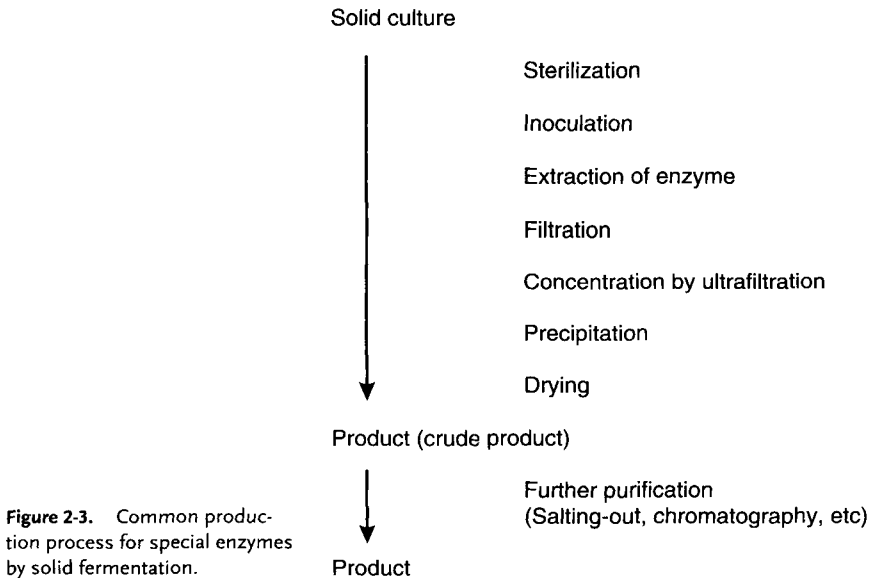 Solid culture
Sterilization
Inoculation
Extraction of enzyme
Filtration
Concentration by ultrafiltration
Precipitation
Drying
Product (crude product)
Further purification
(Salting-out, chromatography, etc)
Product
Figure 2-3. Common produc-
tion process for special enzymes
by solid fermentation.